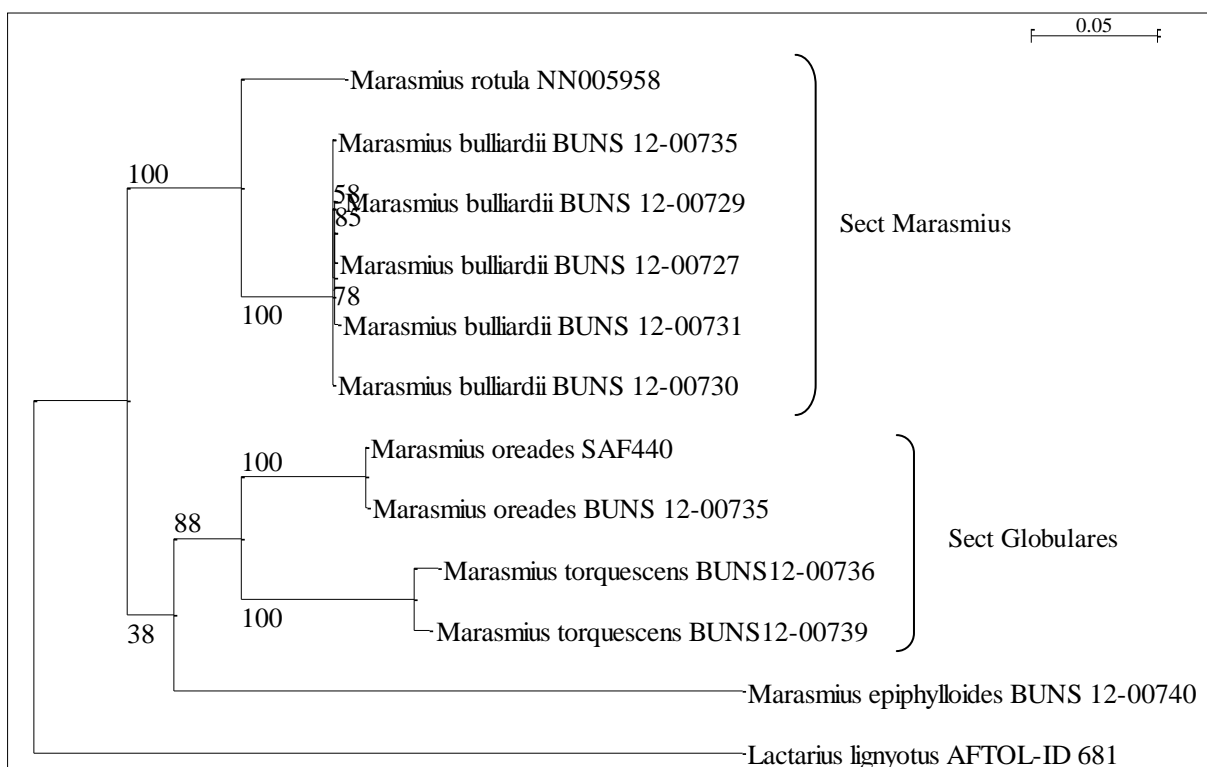 0.05
Marasmius rotula NN005958
Marasmius bulliardii BUNS 12-00735
100
58
Marasmius bulliardii BUNS 12-00729
85
Sect Marasmius
Marasmius bulliardii BUNS 12-00727
78
100
Marasmius bulliardii BUNS 12-00731
Marasmius bulliardii BUNS 12-00730
Marasmius oreades SAF440
100
Marasmius oreades BUNS 12-00735
88
Sect Globulares
Marasmius torquescens BUNS12-00736
100
38
Marasmius torquescens BUNS12-00739
Marasmius epiphylloides BUNS 12-00740
Lactarius lignyotus AFTOL-ID 681